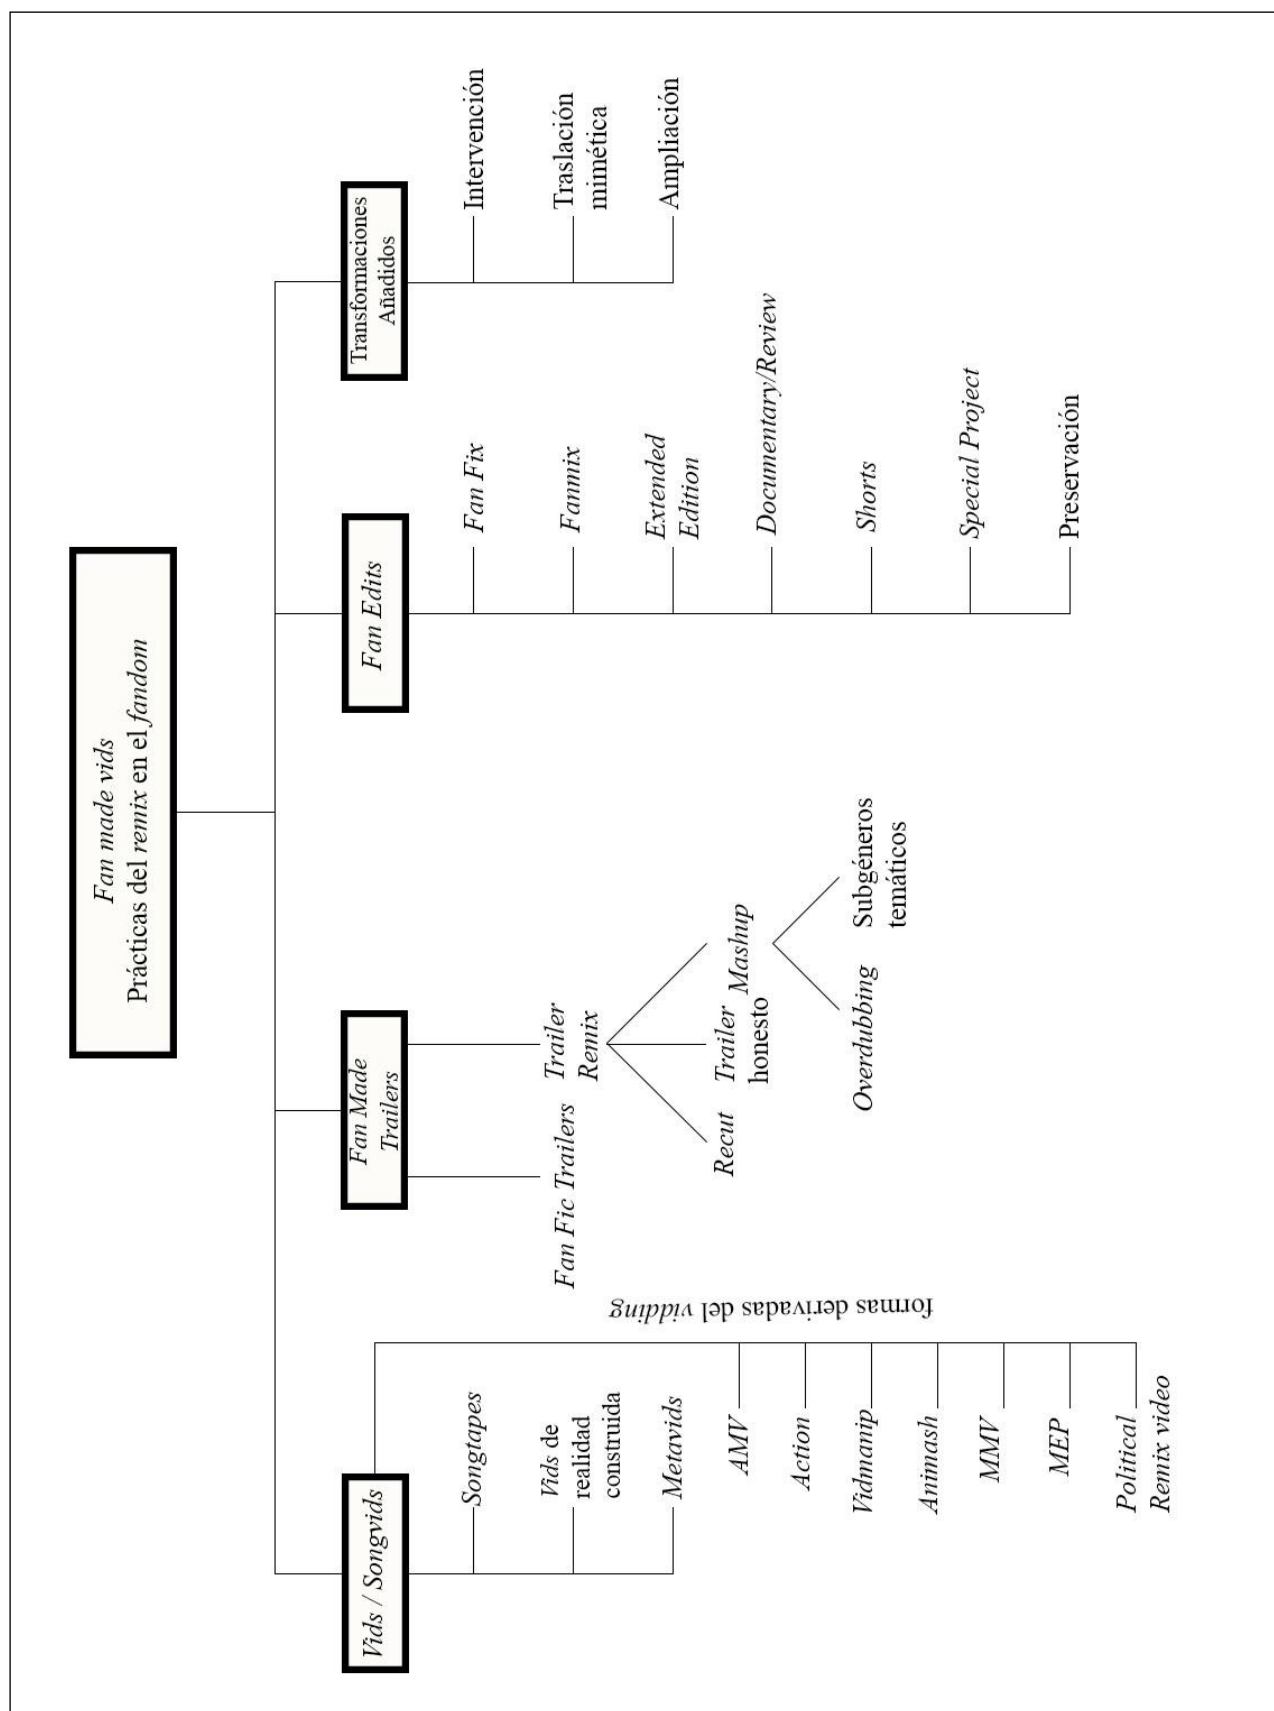 Fan made vids
Prácticas del remix en el fandom
Vids / Songvids
Songtapes
Vids de
realidad
construida
Metavids
formas derivadas del vidding
AMV
Action
Vidmanip
Animash
MMV
MEP
Political
Remix video
Fan Made
Trailers
Fan Fic Trailers
Trailer
Remix
Recut
Trailer
honesto
Mashup
Overdubbing
Subgéneros
temáticos
Fan Edits
Fan Fix
Fanmix
Extended
Edition
Documentary/Review
Shorts
Special Project
Preservación
Transformaciones
Añadidos
Intervención
Traslación
mimética
Ampliación